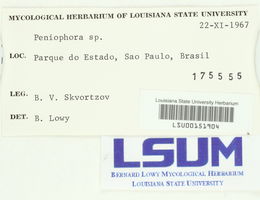 MYCOLOGICAL HERBARIUM OF LOUISIANA STATE UNIVERSITY
22-XI-1967
Peniophora sp.
LOC. Parque do Estado, Sao Paulo, Brasil
175555
LEG. B. V. Skvortzov
DET. B. Lowy
Louisiana State University Herbarium
LSU00151904
LSUM
BERNARD LOWY MYCOLOGICAL HERBARIUM
LOUISIANA STATE UNIVERSITY